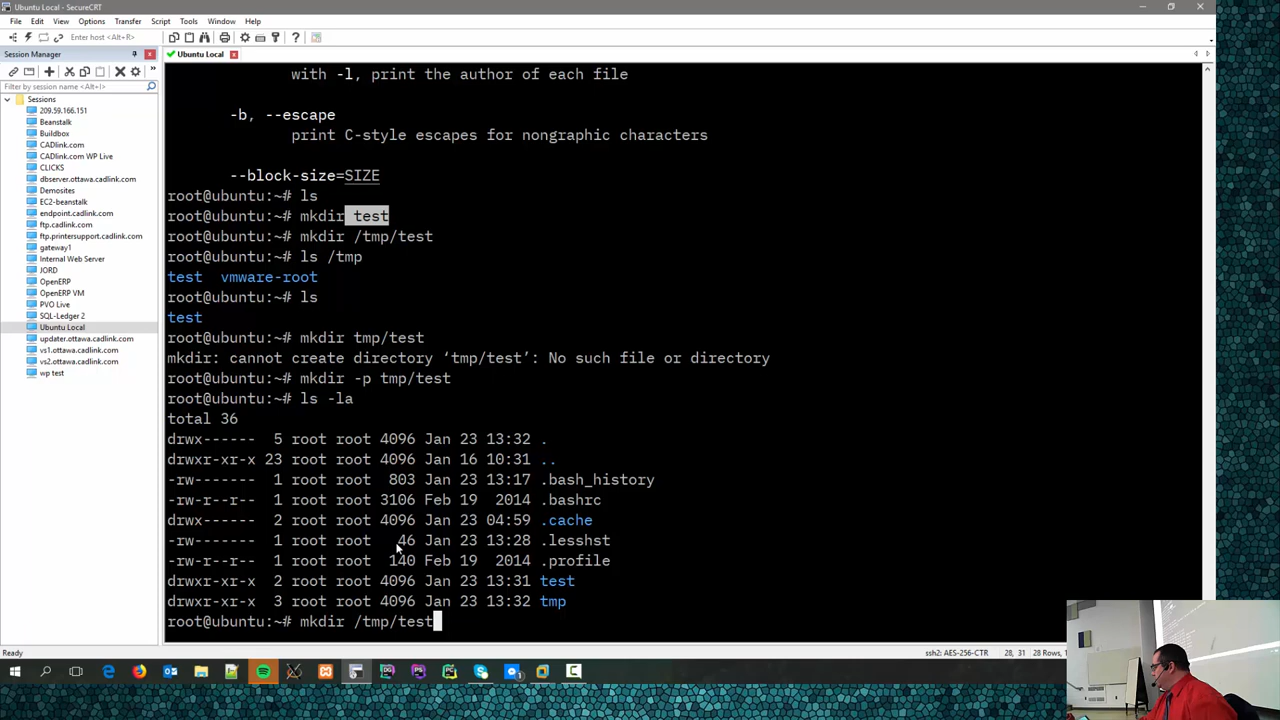 Ubuntu Local - SecureCRT
File Edit View Options Transfer Script Tools Window Help
Enter host <Alt+R>
Session Manager
Ubuntu Local
Filter by session name <Alt+I>
Sessions
209.59.166.151
Beanstalk
Buildbox
CADlink.com
CADlink.com WP Live
CLICKS
dbserver.ottawa.cadlink.com
Demosites
EC2-beanstalk
endpoint.cadlink.com
ftp.cadlink.com
ftp.printersupport.cadlink.com
gateway1
Internal Web Server
JORD
OpenERP
OpenERP VM
PVO Live
SQL-Ledger 2
Ubuntu Local
updater.ottawa.cadlink.com
vs1.ottawa.cadlink.com
vs2.ottawa.cadlink.com
wp test
with -l, print the author of each file
-b, --escape
print C-style escapes for nongraphic characters
--block-size=SIZE
root@ubuntu:~# ls
root@ubuntu:~# mkdir test
root@ubuntu:~# mkdir /tmp/test
root@ubuntu:~# ls /tmp
test vmware-root
root@ubuntu:~# ls
test
root@ubuntu:~# mkdir tmp/test
mkdir: cannot create directory ‘tmp/test’: No such file or directory
root@ubuntu:~# mkdir -p tmp/test
root@ubuntu:~# ls -la
total 36
drwx------ 5 root root 4096 Jan 23 13:32 .
drwxr-xr-x 23 root root 4096 Jan 16 10:31 ..
-rw------- 1 root root 803 Jan 23 13:17 .bash_history
-rw-r--r-- 1 root root 3106 Feb 19 2014 .bashrc
drwx------ 2 root root 4096 Jan 23 04:59 .cache
-rw------- 1 root root 46 Jan 23 13:28 .lesshst
-rw-r--r-- 1 root root 140 Feb 19 2014 .profile
drwxr-xr-x 2 root root 4096 Jan 23 13:31 test
drwxr-xr-x 3 root root 4096 Jan 23 13:32 tmp
root@ubuntu:~# mkdir /tmp/test
Ready
ssh2: AES-256-CTR
28, 31
28 Rows,